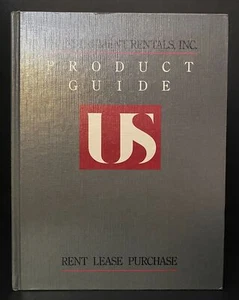 RENTALS, INC.
PRODUCT
GUIDE
US
RENT LEASE PURCHASE